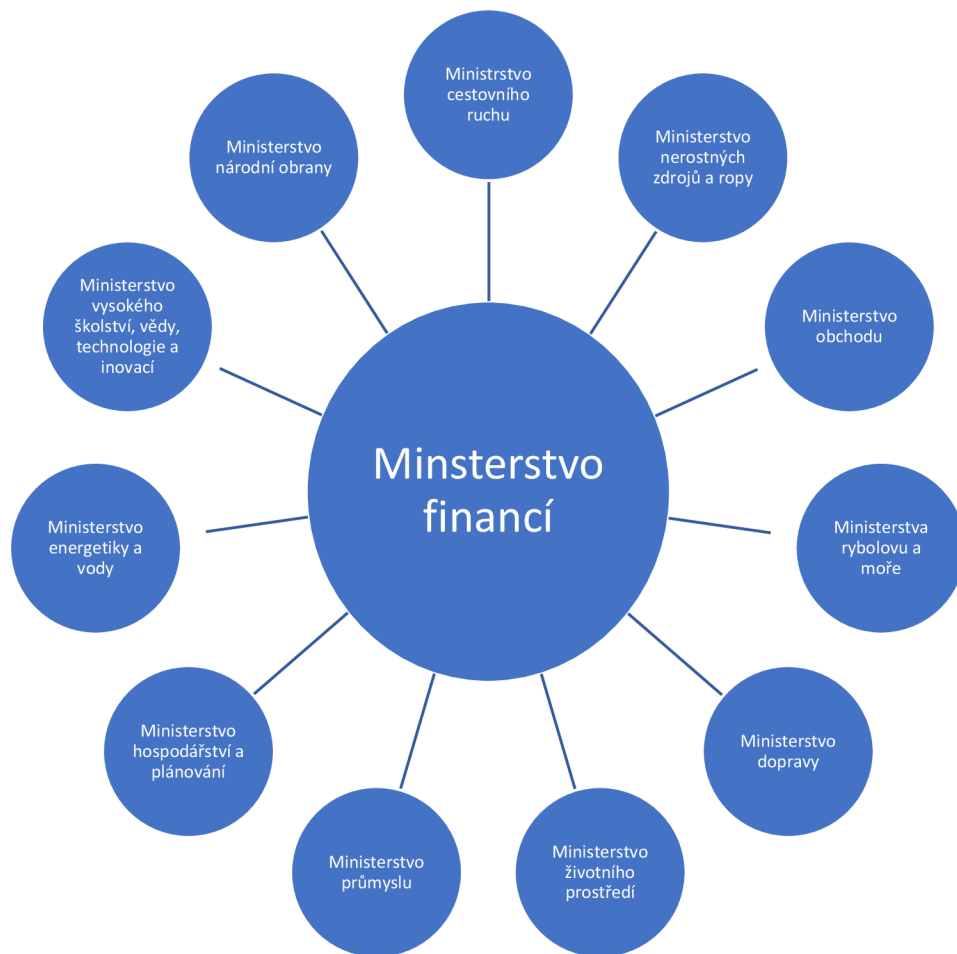 Ministrstvo
cestovního
ruchu
Ministerstvo
nerostných
zdrojů a ropy
Ministerstvo
obchodu
Ministerstva
rybolovu a
moře
Ministerstvo
dopravy
Ministerstvo
životního
prostředí
Ministerstvo
průmyslu
Ministerstvo
hospodářství a
plánování
Ministerstvo
energetiky a
vody
Ministerstvo
vysokého
školství, vědy,
technologie a
inovací
Ministerstvo
národní obrany
Minsterstvo
financí